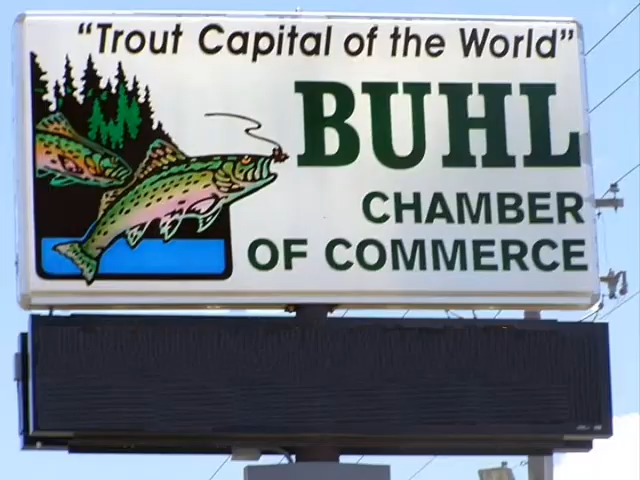 "Trout Capital of the World"
BUHL
CHAMBER
OF COMMERCE